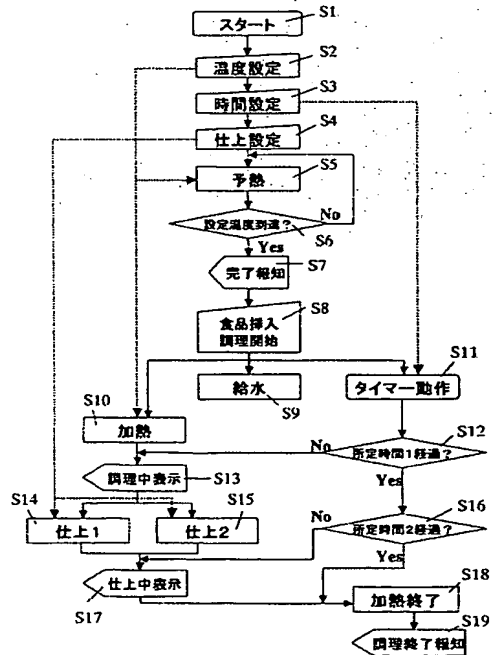 S1
スタート
S2
温度設定
S3
時間設定
S4
仕上設定
S5
予熱
設定温度到達?
No
S6
Yes
S7
完了報知
S8
食品挿入
調理開始
S11
S10
給水
タイマー動作
S9
加熱
S12
No
所定時間1経過?
調理中表示
S13
Yes
S14
S15
S16
仕上1
仕上2
No
所定時間2経過?
Yes
仕上中表示
S18
S17
加熱終了
S19
調理終了報知